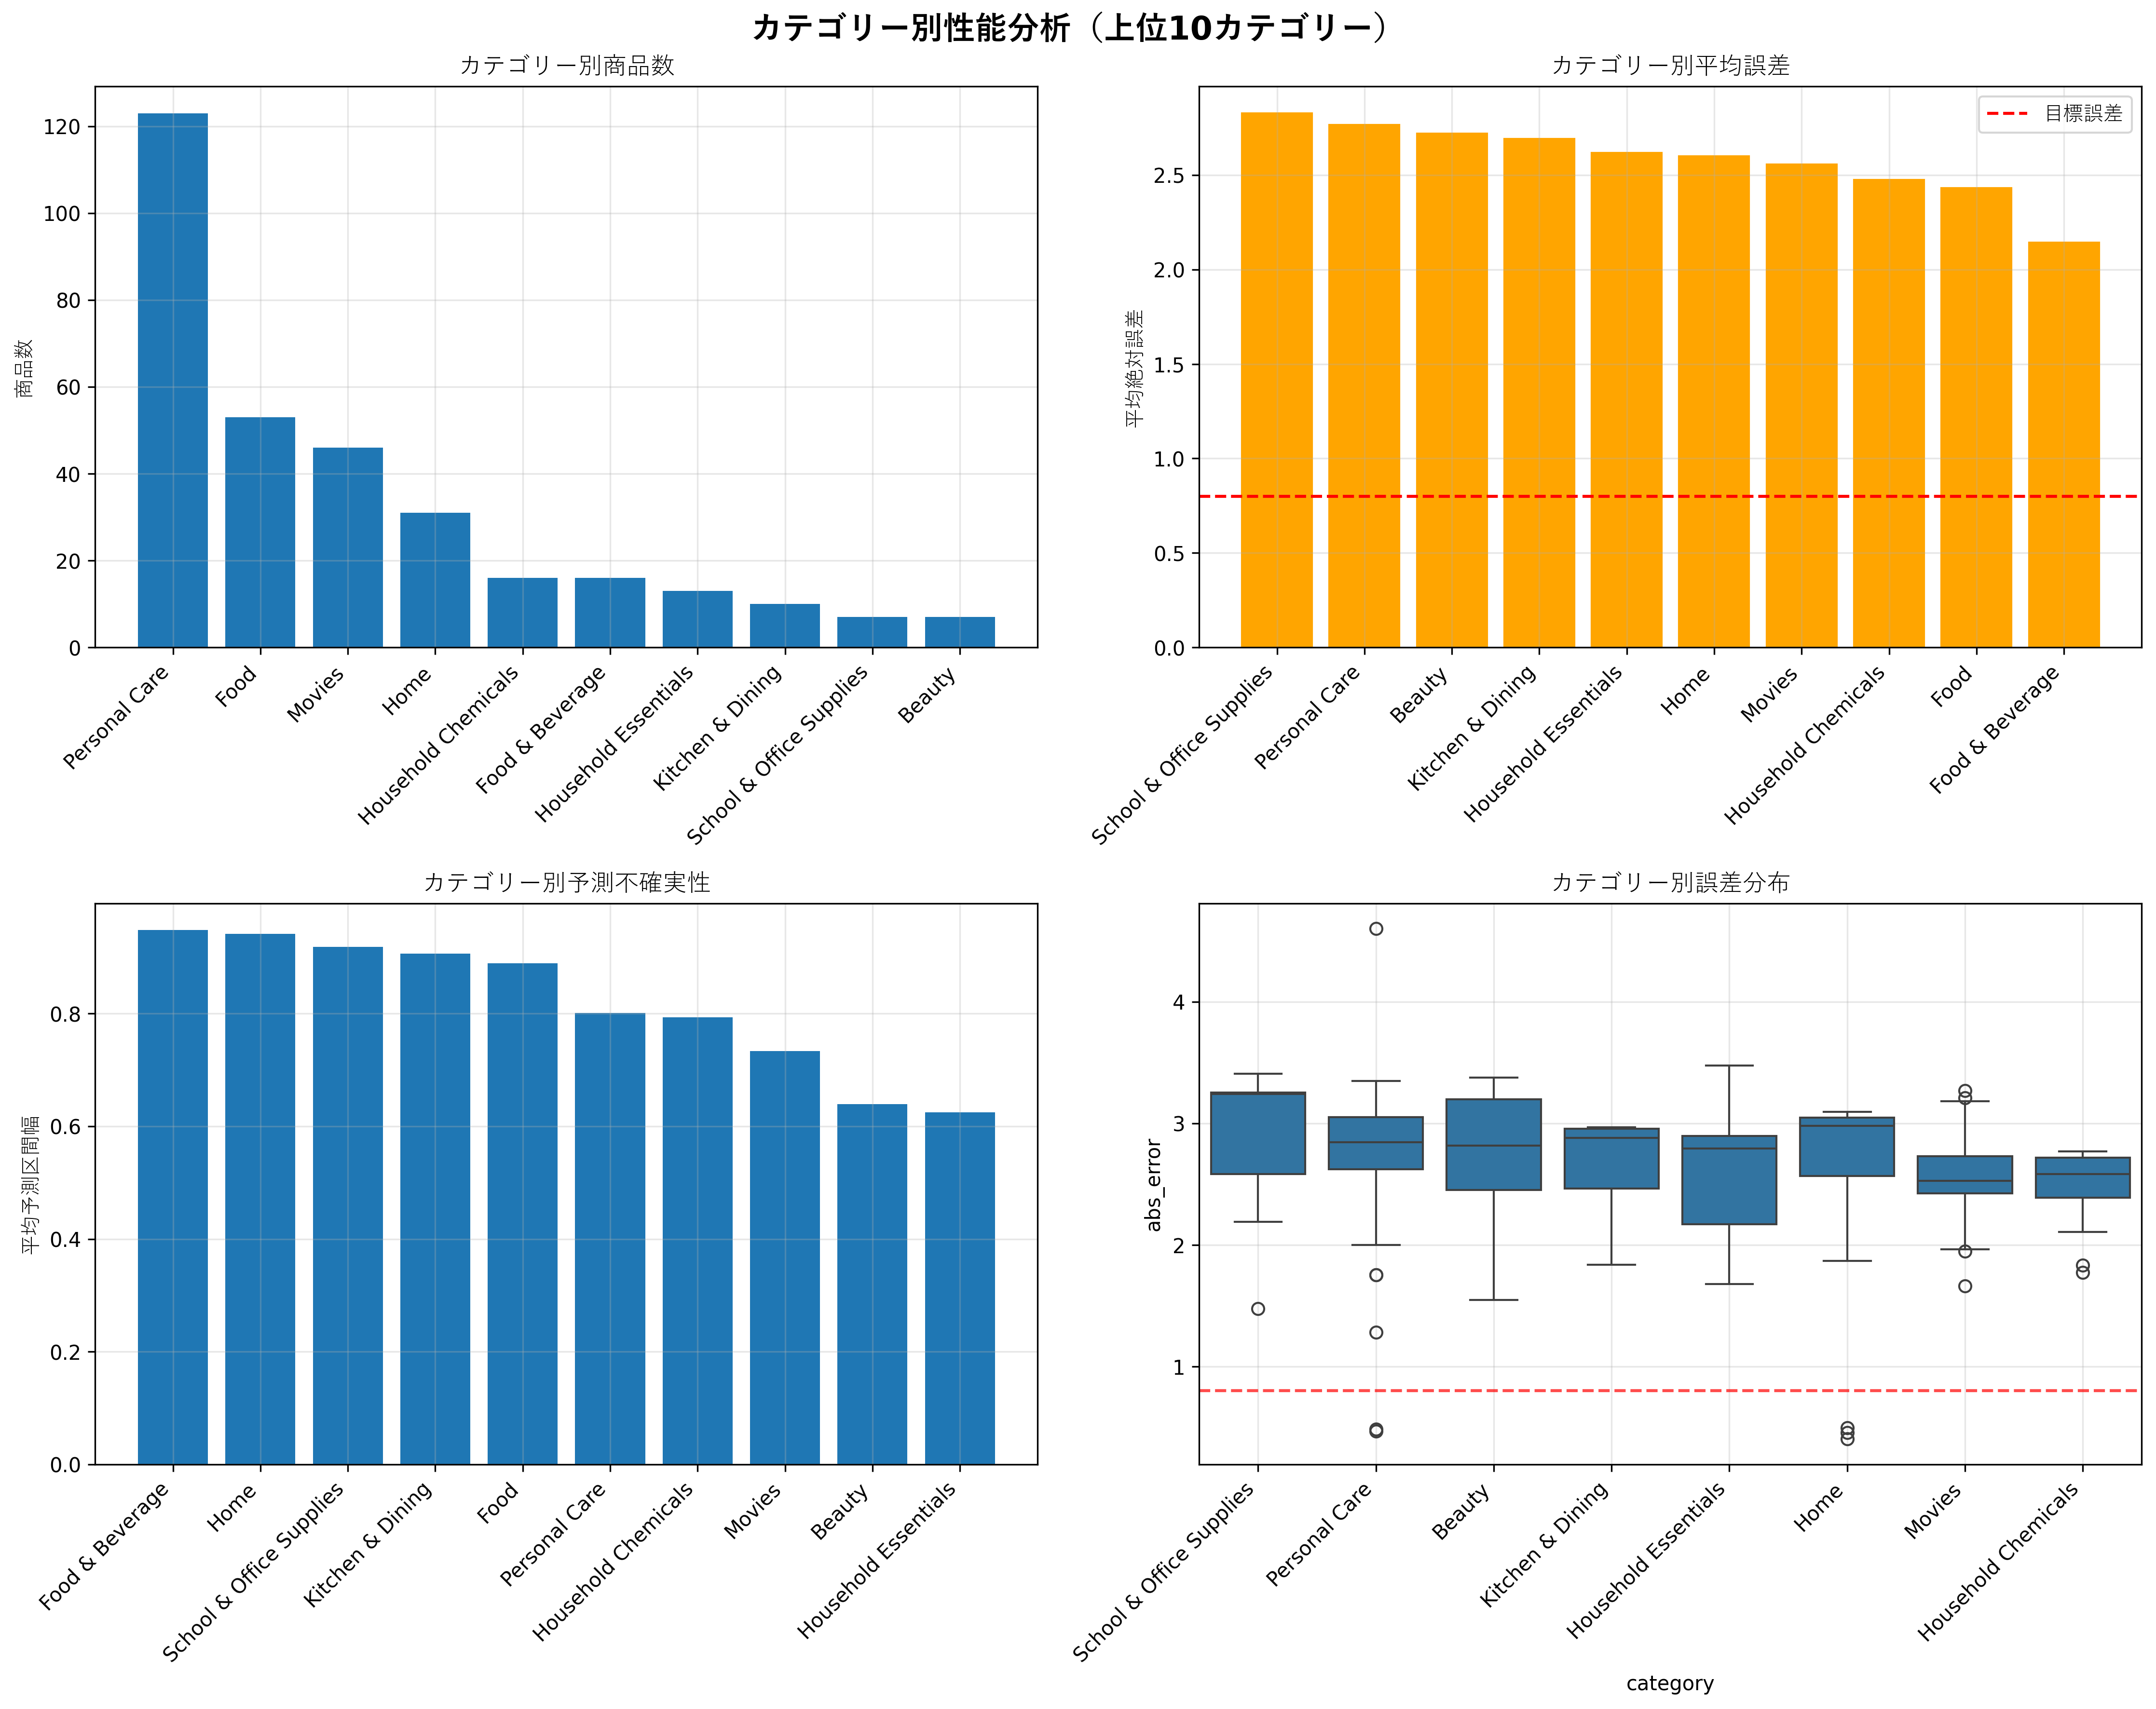 カテゴリー別性能分析（上位10カテゴリー）
カテゴリー別商品数
商品数
120
100
80
60
40
20
0
Personal Care
Food
Movies
Home
Household Chemicals
Food & Beverage
Household Essentials
Kitchen & Dining
School & Office Supplies
Beauty
カテゴリー別平均誤差
目標誤差
平均絶対誤差
2.5
2.0
1.5
1.0
0.5
0.0
School & Office Supplies
Personal Care
Beauty
Kitchen & Dining
Household Essentials
Home
Movies
Household Chemicals
Food
Food & Beverage
カテゴリー別予測不確実性
平均予測区間幅
0.8
0.6
0.4
0.2
0.0
Food & Beverage
Home
School & Office Supplies
Kitchen & Dining
Food
Personal Care
Household Chemicals
Movies
Beauty
Household Essentials
カテゴリー別誤差分布
abs_error
4
3
2
1
School & Office Supplies
Personal Care
Beauty
Kitchen & Dining
Household Essentials
Home
Movies
Household Chemicals
category